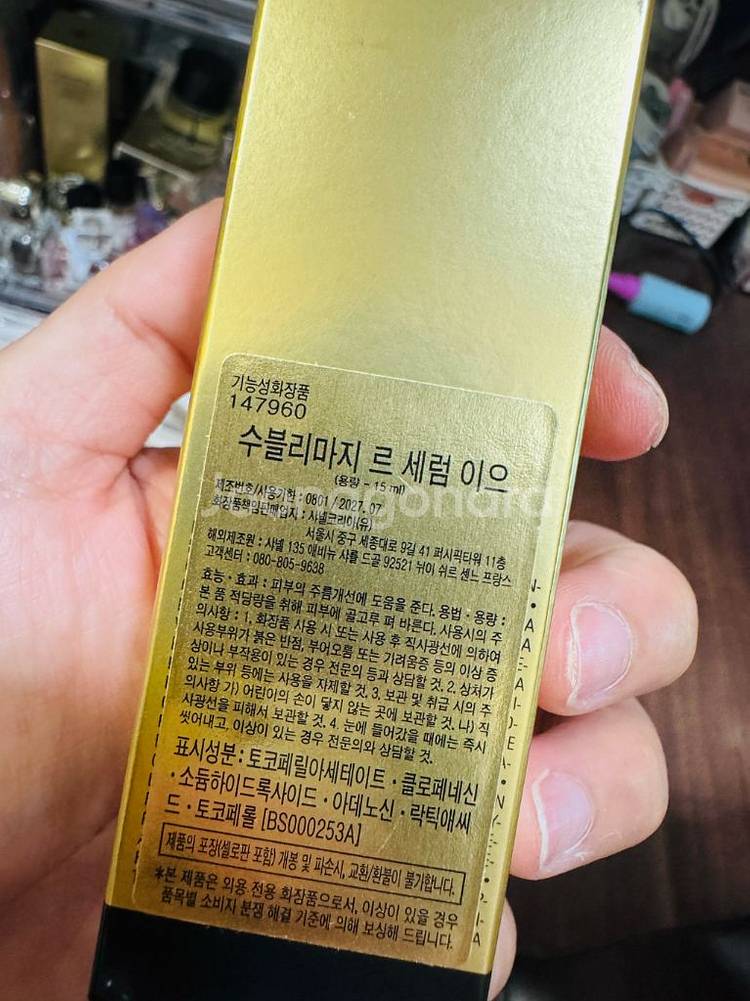 기능성화장품
147960
수블리마지 르 세럼 이으
(용량 - 15 ml)
제조번호/사용기한 : 0801 / 2027. 07
화장품책임판매업자 : 샤넬코리아(유)
서울시 중구 세종대로 9길 41 퍼시픽타워 11층
해외제조원 : 샤넬 135 애비뉴 샤를 드골 92521 뉘이 쉬르 센느 프랑스
고객센터 : 080-805-9638
효능·효과 : 피부의 주름개선에 도움을 준다. 용법·용량 :
본 품 적당량을 취해 피부에 골고루 펴 바른다. 사용시의 주
의사항 : 1. 화장품 사용 시 또는 사용 후 직사광선에 의하여
사용부위가 붉은 반점, 부어오름 또는 가려움증 등의 이상 증
상이나 부작용이 있는 경우 전문의 등과 상담할 것. 2. 상처가
있는 부위 등에는 사용을 자제할 것. 3. 보관 및 취급 시의 주
의사항 가) 어린이의 손이 닿지 않는 곳에 보관할 것. 나) 직
사광선을 피해서 보관할 것. 4. 눈에 들어갔을 때에는 즉시
씻어내고, 이상이 있는 경우 전문의와 상담할 것.
표시성분 : 토코페릴아세테이트 · 클로페네신
· 소듐하이드록사이드 · 아데노신 · 락틱애씨
드 · 토코페롤 [BS000253A]
제품의 포장(셀로판 포함) 개봉 및 파손시, 교환/환불이 불가합니다.
*본 제품은 외용 전용 화장품으로서, 이상이 있을 경우
품목별 소비자 분쟁 해결 기준에 의해 보상해 드립니다.
Joonggonara